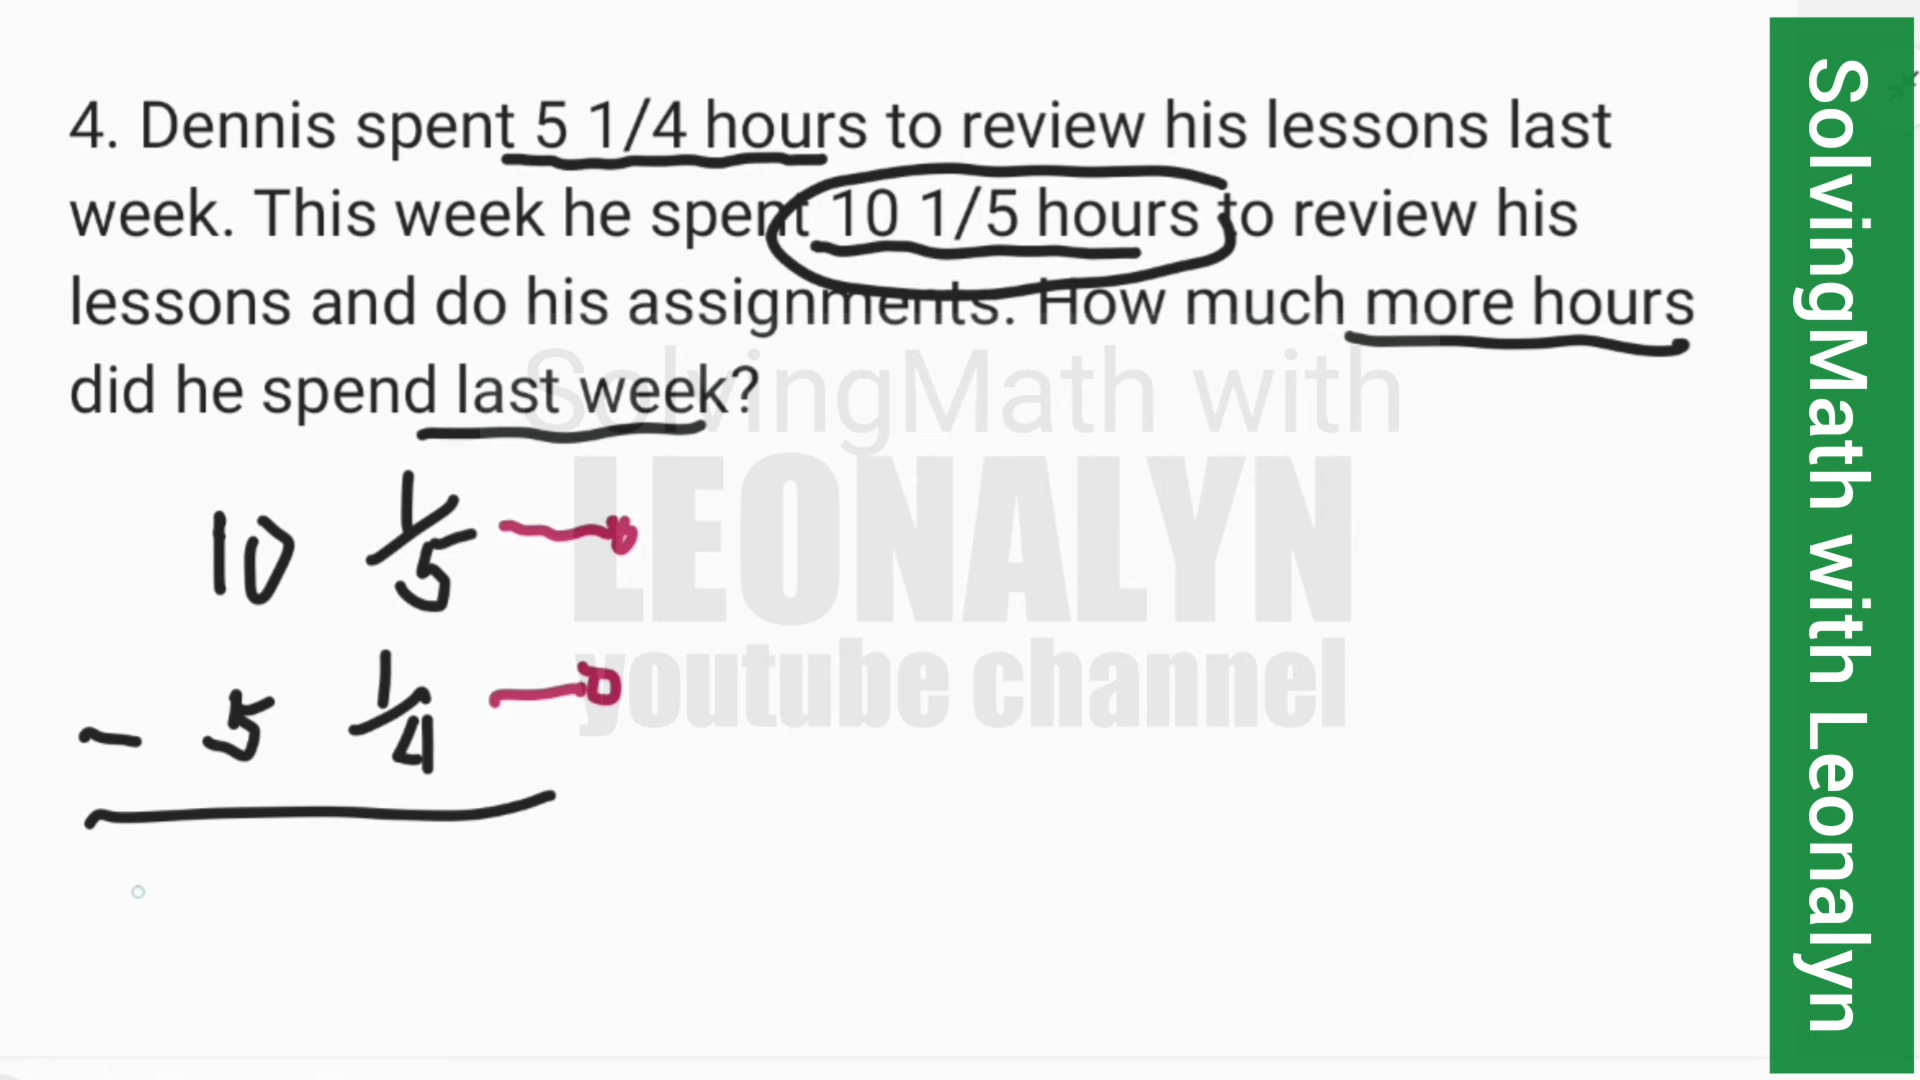 4. Dennis spent 5 1/4 hours to review his lessons last
week. This week he spent 10 1/5 hours to review his
lessons and do his assignments. How much more hours
did he spend last week?
SolvingMath with
LEONALYN
youtube channel
10 1/5
- 5 1/4
SolvingMath with Leonalyn